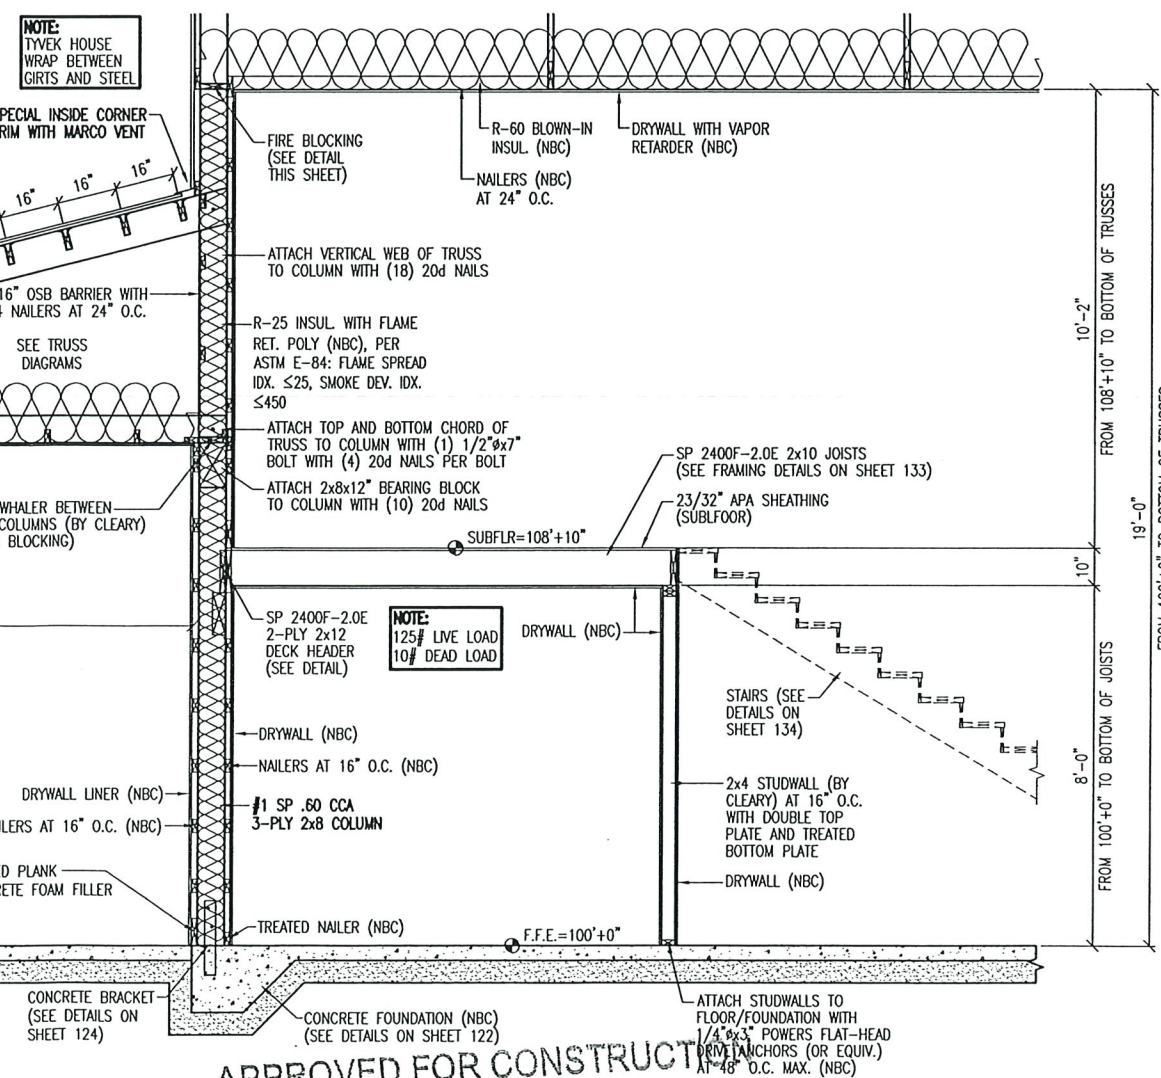 NOTE:
TYVEK HOUSE
WRAP BETWEEN
GIRTS AND STEEL
PECIAL INSIDE CORNER
RIM WITH MARCO VENT
16"
16"
16"
FIRE BLOCKING
(SEE DETAIL
THIS SHEET)
R-60 BLOWN-IN
INSUL. (NBC)
DRYWALL WITH VAPOR
RETARDER (NBC)
NAILERS (NBC)
AT 24" O.C.
ATTACH VERTICAL WEB OF TRUSS
TO COLUMN WITH (18) 20d NAILS
16" OSB BARRIER WITH
NAILERS AT 24" O.C.
SEE TRUSS
DIAGRAMS
R-25 INSUL. WITH FLAME
RET. POLY (NBC), PER
ASTM E-84: FLAME SPREAD
IDX. ≤25, SMOKE DEV. IDX.
≤450
ATTACH TOP AND BOTTOM CHORD OF
TRUSS TO COLUMN WITH (1) 1/2"øx7"
BOLT WITH (4) 20d NAILS PER BOLT
ATTACH 2x8x12" BEARING BLOCK
TO COLUMN WITH (10) 20d NAILS
SP 2400F-2.0E 2x10 JOISTS
(SEE FRAMING DETAILS ON SHEET 133)
23/32" APA SHEATHING
(SUBLFOOR)
WHALER BETWEEN
COLUMNS (BY CLEARY)
BLOCKING)
SUBFLR=108'+10"
SP 2400F-2.0E
2-PLY 2x12
DECK HEADER
(SEE DETAIL)
NOTE:
125# LIVE LOAD
10# DEAD LOAD
DRYWALL (NBC)
STAIRS (SEE
DETAILS ON
SHEET 134)
DRYWALL (NBC)
NAILERS AT 16" O.C. (NBC)
DRYWALL LINER (NBC)
ILERS AT 16" O.C. (NBC)
#1 SP .60 CCA
3-PLY 2x8 COLUMN
2x4 STUDWALL (BY
CLEARY) AT 16" O.C.
WITH DOUBLE TOP
PLATE AND TREATED
BOTTOM PLATE
ED PLANK
RETE FOAM FILLER
DRYWALL (NBC)
TREATED NAILER (NBC)
F.F.E.=100'+0"
CONCRETE BRACKET
(SEE DETAILS ON
SHEET 124)
CONCRETE FOUNDATION (NBC)
(SEE DETAILS ON SHEET 122)
ATTACH STUDWALLS TO
FLOOR/FOUNDATION WITH
1/4"øx3" POWERS FLAT-HEAD
DRIVE ANCHORS (OR EQUIV.)
AT 48" O.C. MAX. (NBC)
APPROVED FOR CONSTRUCTION
10'-2"
FROM 108'+10" TO BOTTOM OF TRUSSES
10"
8'-0"
FROM 100'+0" TO BOTTOM OF JOISTS
19'-0"
FROM 100'+0" TO BOTTOM OF TRUSSES